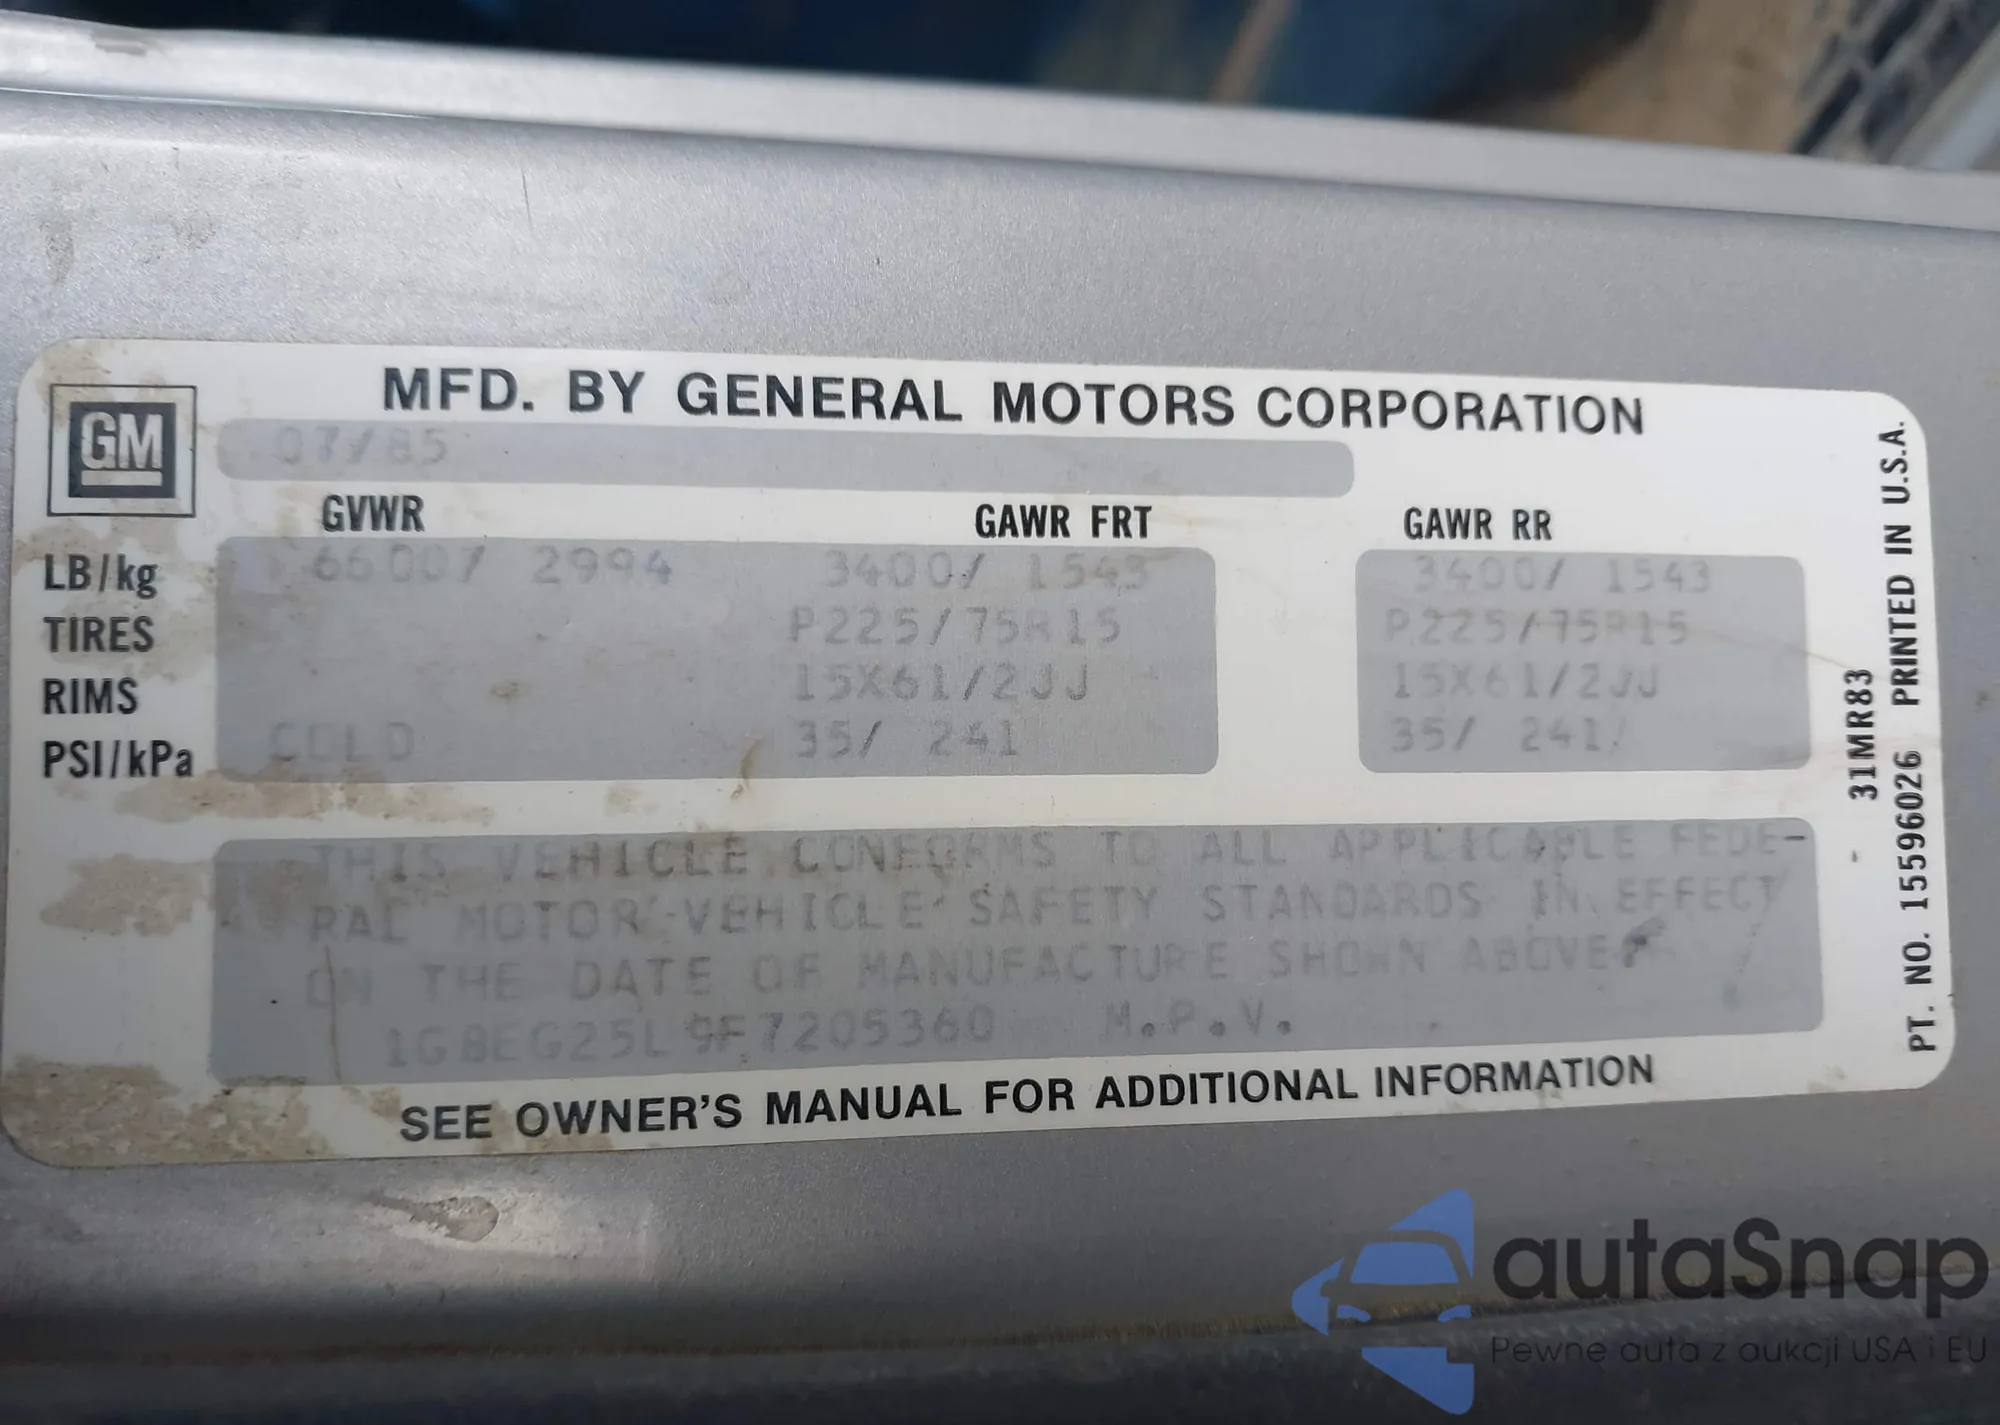 MFD. BY GENERAL MOTORS CORPORATION
GM
07/85
GVWR GAWR FRT GAWR RR
LB/kg 6600/ 2994 3400/ 1543 3400/ 1543
TIRES P225/75R15 P225/75R15
RIMS 15X61/2JJ 15X61/2JJ
PSI/kPa COLD 35/ 241 35/ 241
THIS VEHICLE CONFORMS TO ALL APPLICABLE FEDE-
RAL MOTOR VEHICLE SAFETY STANDARDS IN EFFECT
ON THE DATE OF MANUFACTURE SHOWN ABOVE.
1G8EG25L9F7205360 M.P.V.
SEE OWNER'S MANUAL FOR ADDITIONAL INFORMATION
31MR83
PT. NO. 15596026 PRINTED IN U.S.A.
autaSnap
Pewne auta z aukcji USA i EU